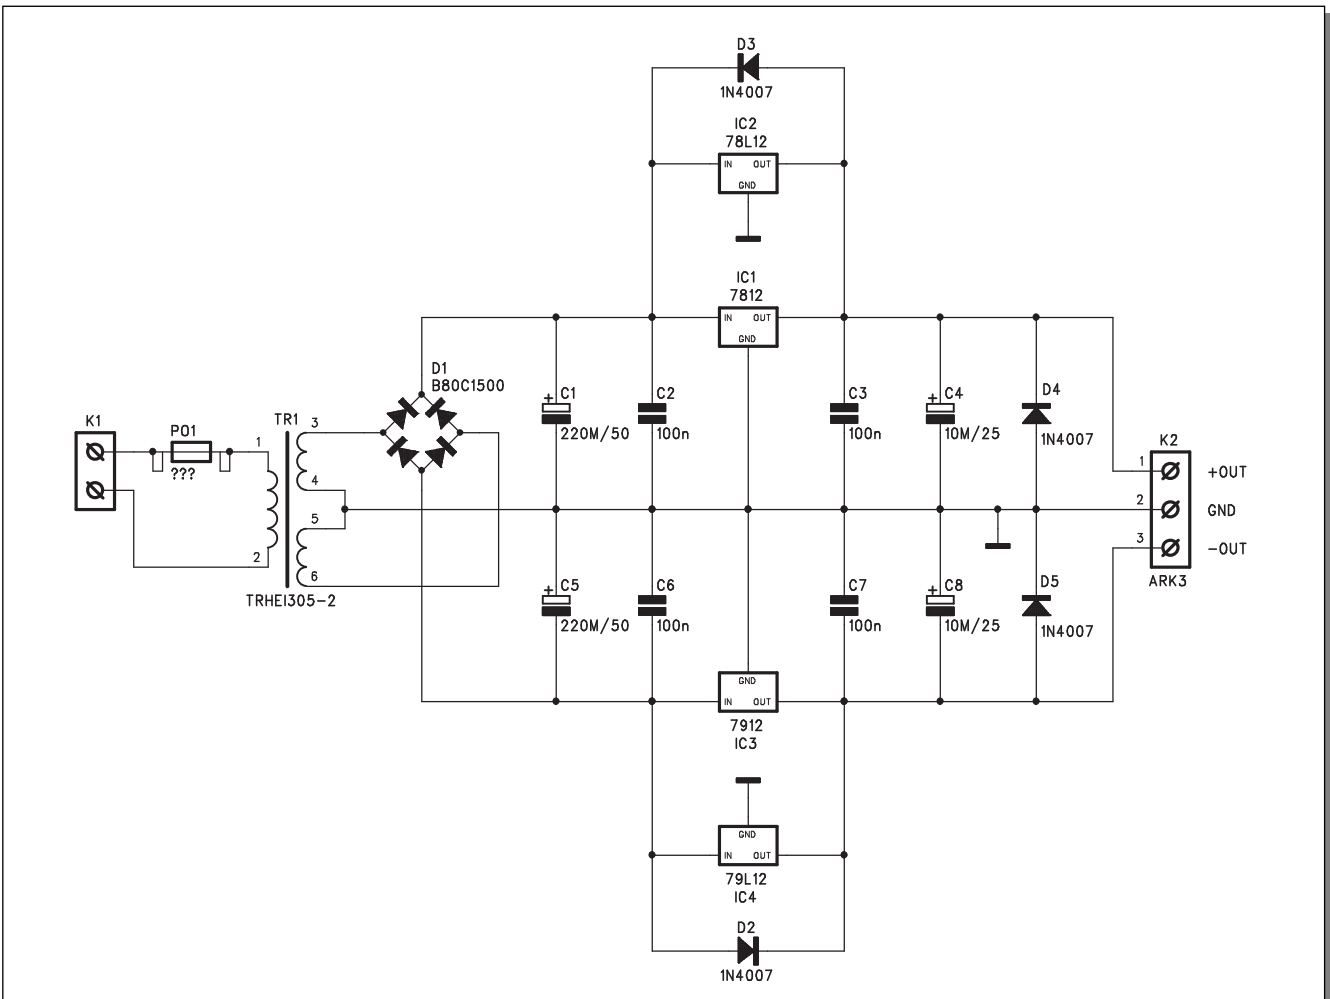 D3
1N4007
IC2
78L12
IN OUT
GND
IC1
7812
IN OUT
GND
D1
B80C1500
K1
PO1
???
1
2
TR1
3
4
5
6
TRHEI305-2
+ C1
220M/50
C2
100n
C3
100n
+ C4
10M/25
D4
1N4007
K2
1
2
3
+OUT
GND
-OUT
ARK3
+ C5
220M/50
C6
100n
C7
100n
+ C8
10M/25
D5
1N4007
GND
IN OUT
7912
IC3
GND
IN OUT
79L12
IC4
D2
1N4007